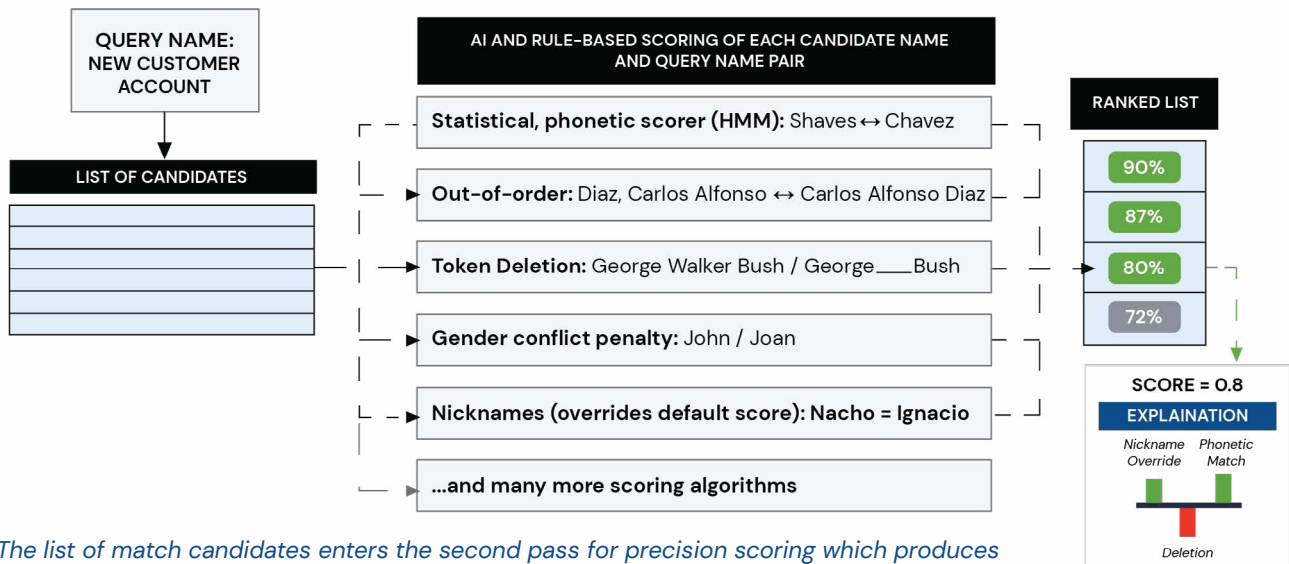 QUERY NAME:
NEW CUSTOMER
ACCOUNT
LIST OF CANDIDATES
AI AND RULE-BASED SCORING OF EACH CANDIDATE NAME
AND QUERY NAME PAIR
Statistical, phonetic scorer (HMM): Shaves ↔ Chavez
Out-of-order: Diaz, Carlos Alfonso ↔ Carlos Alfonso Diaz
Token Deletion: George Walker Bush / George___Bush
Gender conflict penalty: John / Joan
Nicknames (overrides default score): Nacho = Ignacio
...and many more scoring algorithms
RANKED LIST
90%
87%
80%
72%
SCORE = 0.8
EXPLAINATION
Nickname Phonetic
Override Match
Deletion
The list of match candidates enters the second pass for precision scoring which produces